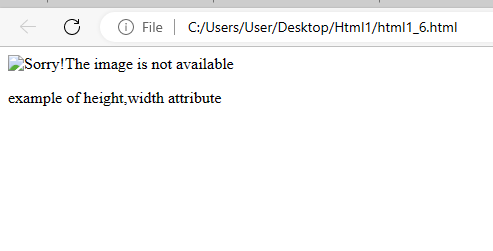 File C:/Users/User/Desktop/Html1/html1_6.html
Sorry!The image is not available
example of height,width attribute